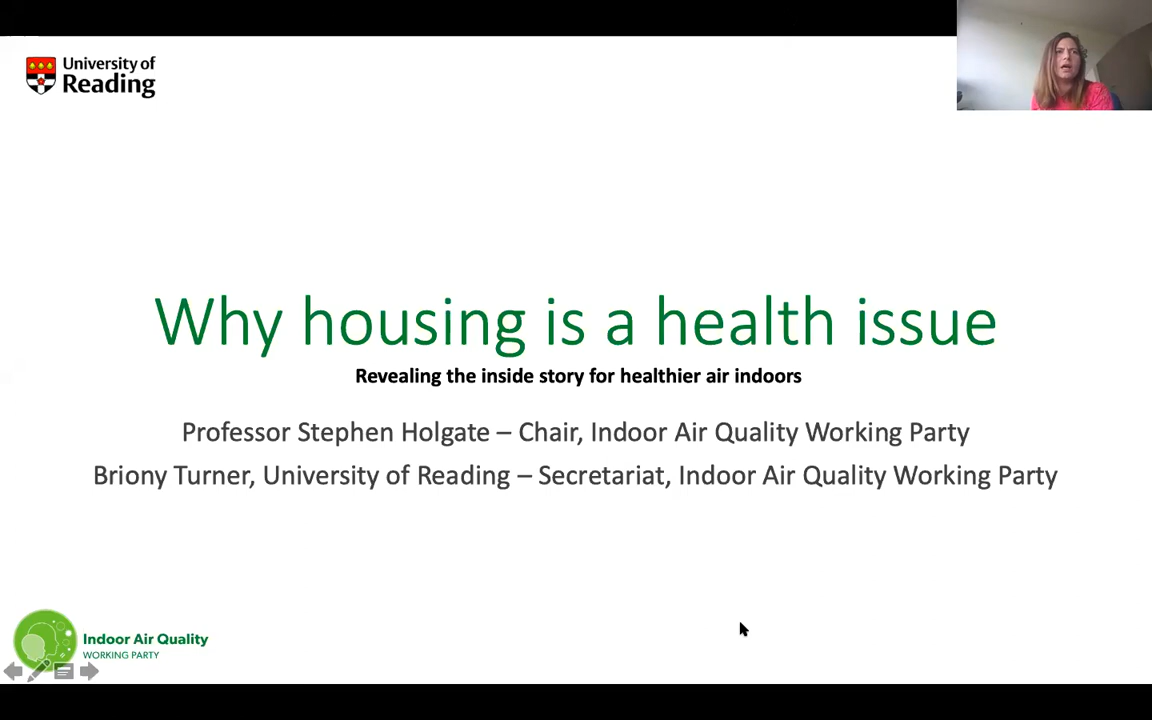 University of
Reading
Why housing is a health issue
Revealing the inside story for healthier air indoors
Professor Stephen Holgate – Chair, Indoor Air Quality Working Party
Briony Turner, University of Reading – Secretariat, Indoor Air Quality Working Party
Indoor Air Quality
WORKING PARTY